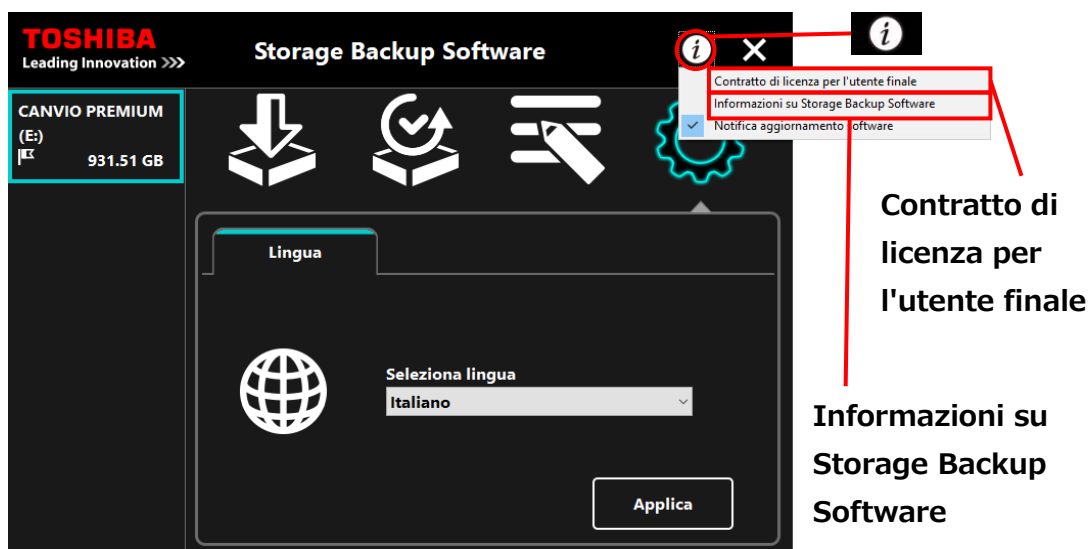 TOSHIBA
Leading Innovation >>>
Storage Backup Software
i
i
Contratto di licenza per l'utente finale
Informazioni su Storage Backup Software
Notifica aggiornamento software
CANVIO PREMIUM
(E:)
931.51 GB
Lingua
Seleziona lingua
Italiano
Applica
Contratto di
licenza per
l'utente finale
Informazioni su
Storage Backup
Software